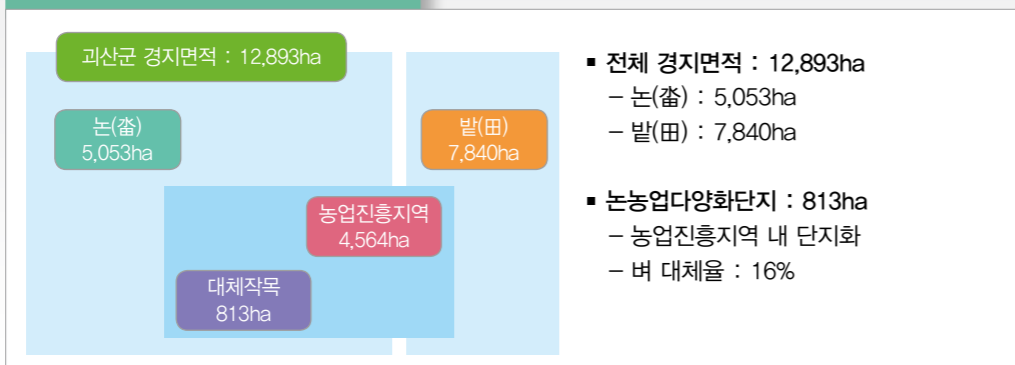 괴산군 경지면적 : 12,893ha
논(畓)
5,053ha
밭(田)
7,840ha
농업진흥지역
4,564ha
대체작목
813ha
▪ 전체 경지면적 : 12,893ha
– 논(畓) : 5,053ha
– 밭(田) : 7,840ha
▪ 논농업다양화단지 : 813ha
– 농업진흥지역 내 단지화
– 벼 대체율 : 16%